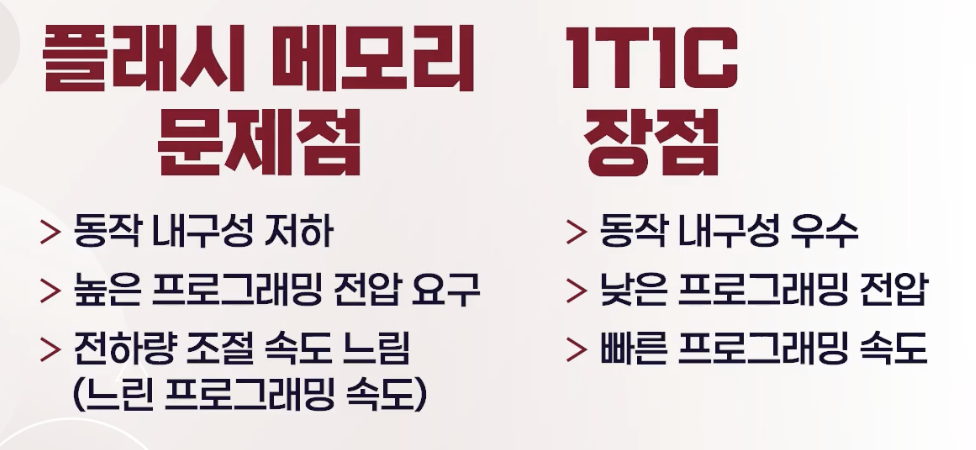 플래시 메모리
문제점
> 동작 내구성 저하
> 높은 프로그래밍 전압 요구
> 전하량 조절 속도 느림
(느린 프로그래밍 속도)
1T1C
장점
> 동작 내구성 우수
> 낮은 프로그래밍 전압
> 빠른 프로그래밍 속도